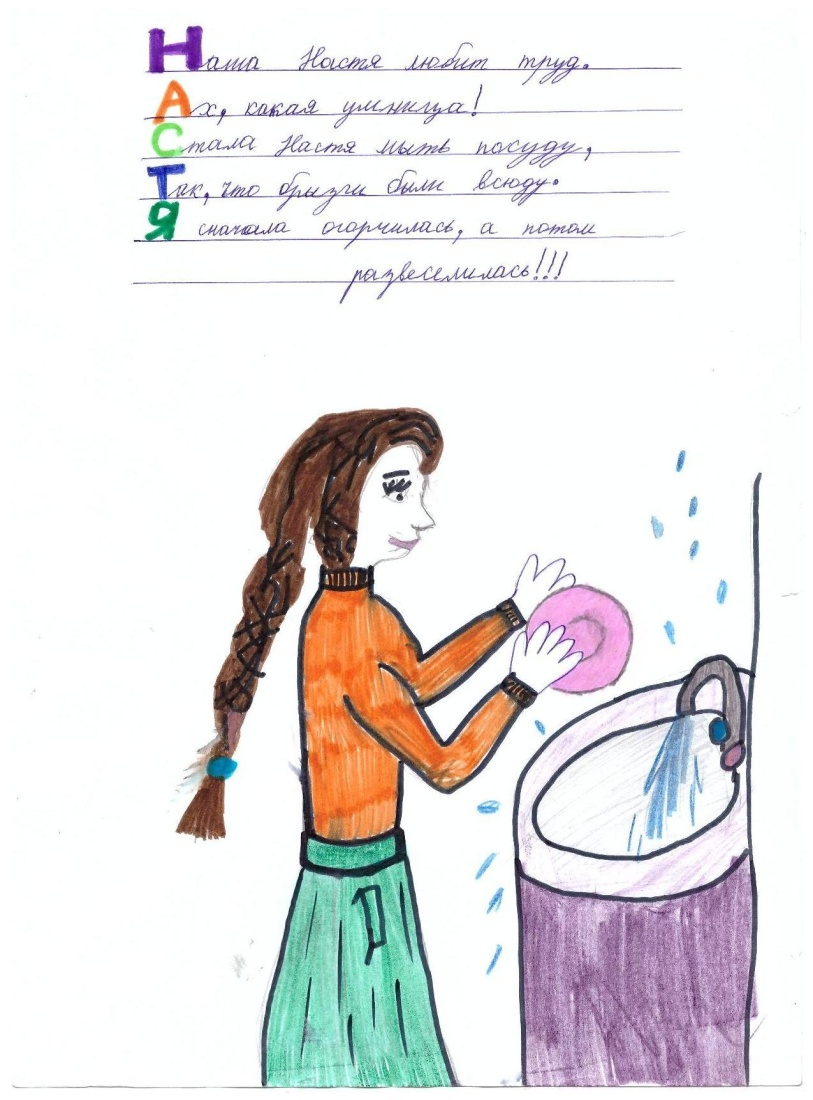 Наша Настя любит труд.
Ах, какая умница!
Стала Настя мыть посуду,
Так, что брызги были всюду.
Я сначала огорчилась, а потом
развеселилась!!!